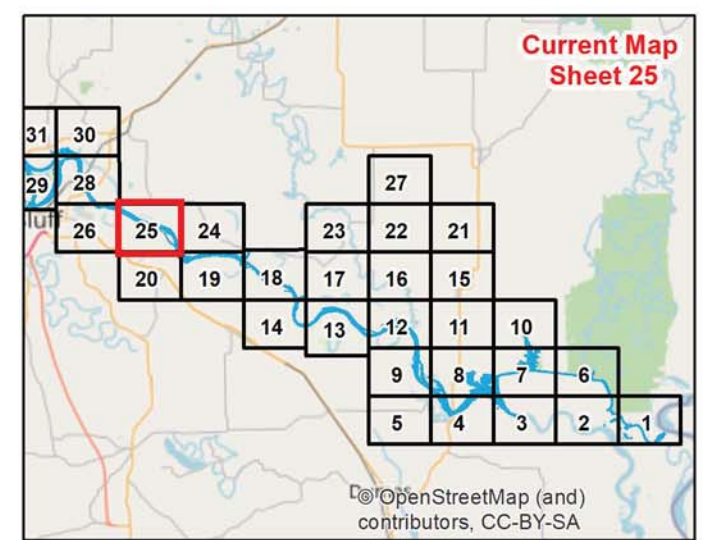 Current Map
Sheet 25
31 30
29 28 27
26 25 24 23 22 21
20 19 18 17 16 15
14 13 12 11 10
9 8 7 6
5 4 3 2 1
©OpenStreetMap (and)
contributors, CC-BY-SA